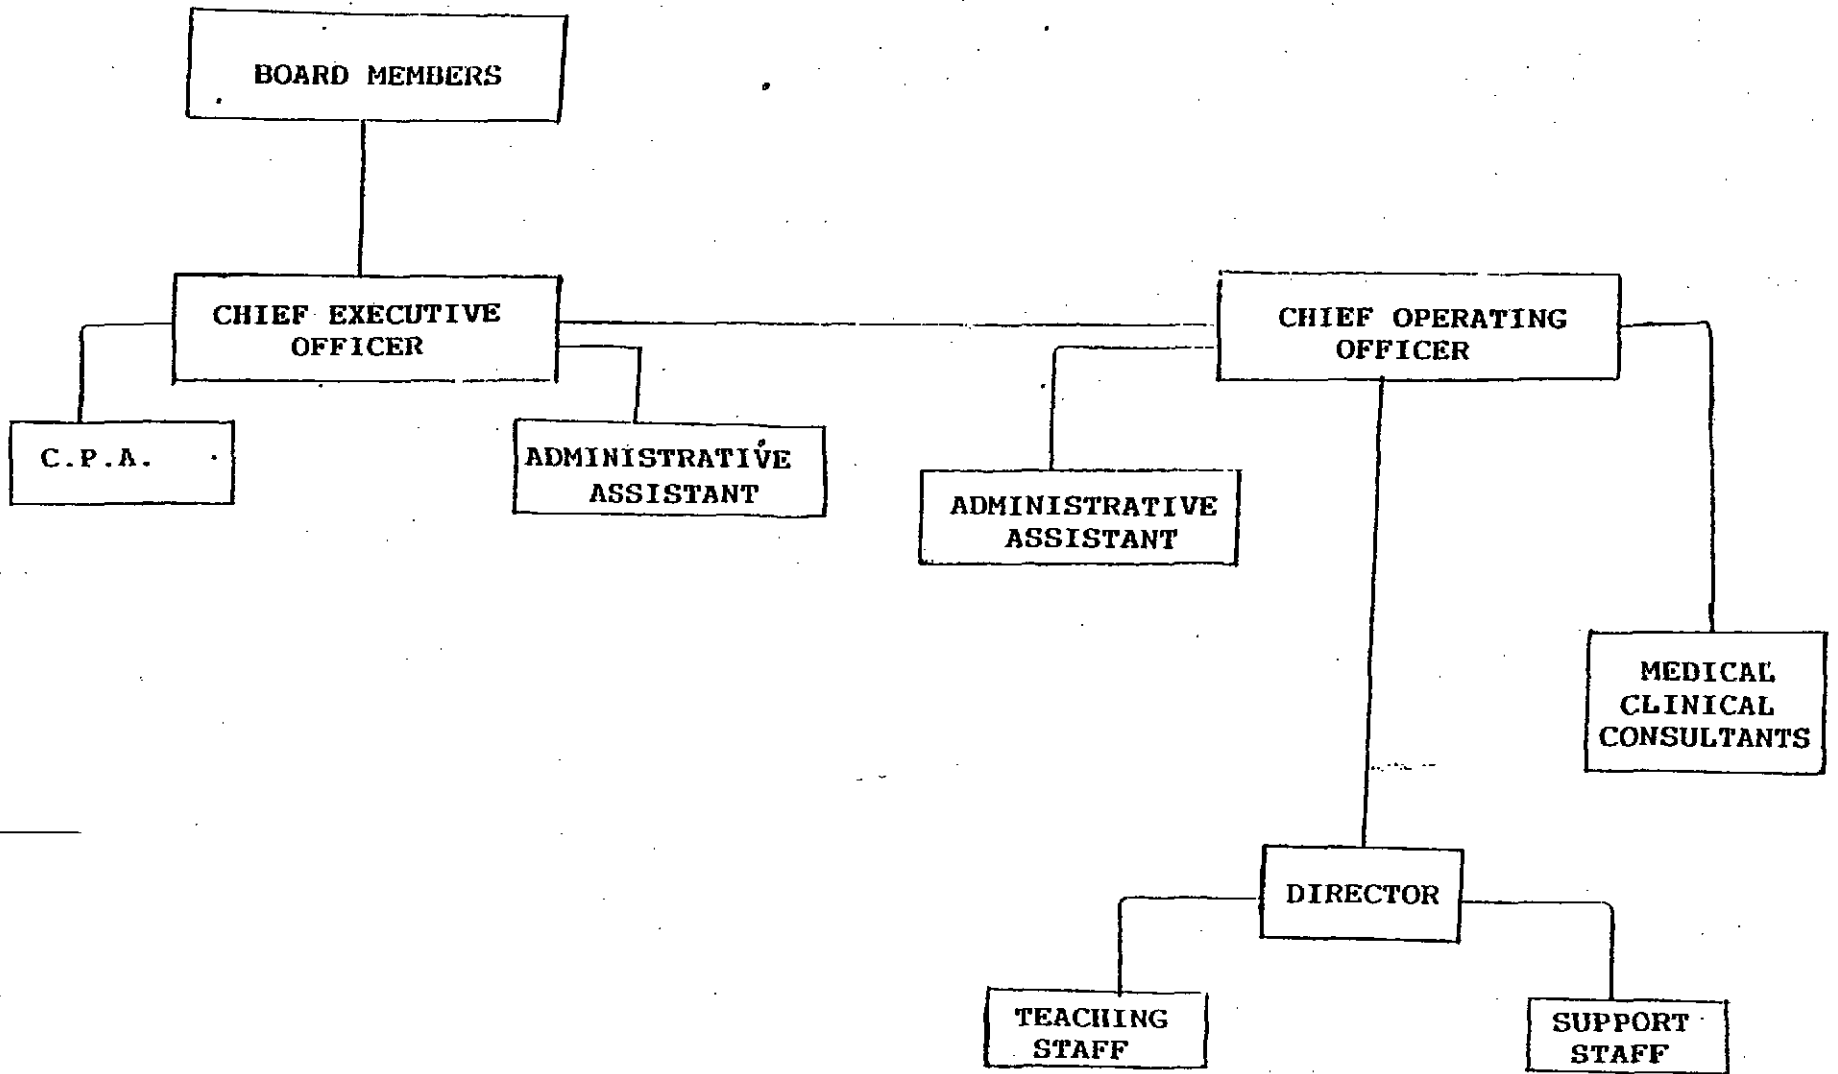 BOARD MEMBERS
CHIEF EXECUTIVE
OFFICER
CHIEF OPERATING
OFFICER
C.P.A.
ADMINISTRATIVE
ASSISTANT
ADMINISTRATIVE
ASSISTANT
MEDICAL
CLINICAL
CONSULTANTS
DIRECTOR
TEACHING
STAFF
SUPPORT
STAFF